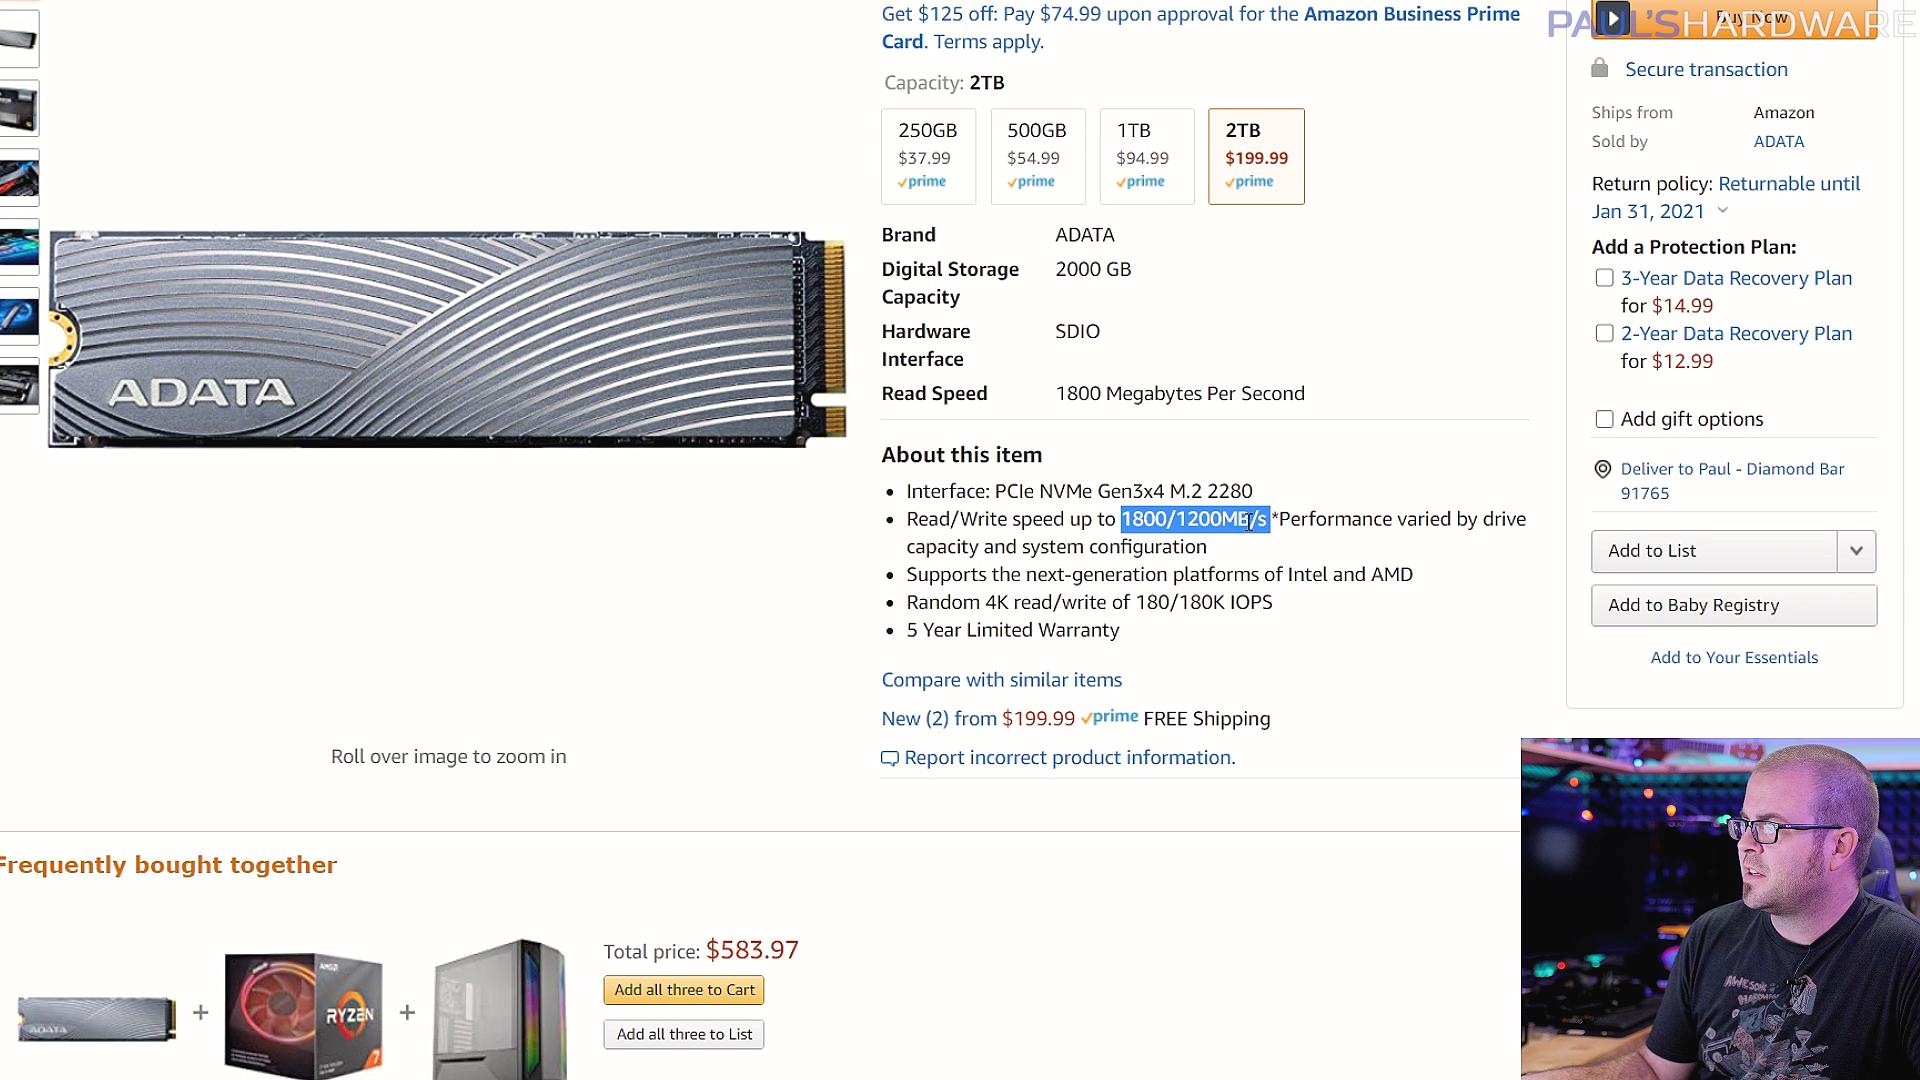 Get $125 off: Pay $74.99 upon approval for the Amazon Business Prime
Card. Terms apply.
Capacity: 2TB
250GB
$37.99
prime
500GB
$54.99
prime
1TB
$94.99
prime
2TB
$199.99
prime
Brand ADATA
Digital Storage 2000 GB
Capacity
Hardware SDIO
Interface
Read Speed 1800 Megabytes Per Second
About this item
• Interface: PCIe NVMe Gen3x4 M.2 2280
• Read/Write speed up to 1800/1200MB/s *Performance varied by drive
capacity and system configuration
• Supports the next-generation platforms of Intel and AMD
• Random 4K read/write of 180/180K IOPS
• 5 Year Limited Warranty
Compare with similar items
New (2) from $199.99 prime FREE Shipping
Report incorrect product information.
ADATA
Roll over image to zoom in
Buy Now
PAUL'SHARDWARE
Secure transaction
Ships from Amazon
Sold by ADATA
Return policy: Returnable until
Jan 31, 2021
Add a Protection Plan:
3-Year Data Recovery Plan
for $14.99
2-Year Data Recovery Plan
for $12.99
Add gift options
Deliver to Paul - Diamond Bar
91765
Add to List
Add to Baby Registry
Add to Your Essentials
Frequently bought together
ADATA
+
AMD
RYZEN
7
+
Total price: $583.97
Add all three to Cart
Add all three to List
AWESOME
HARDWARE